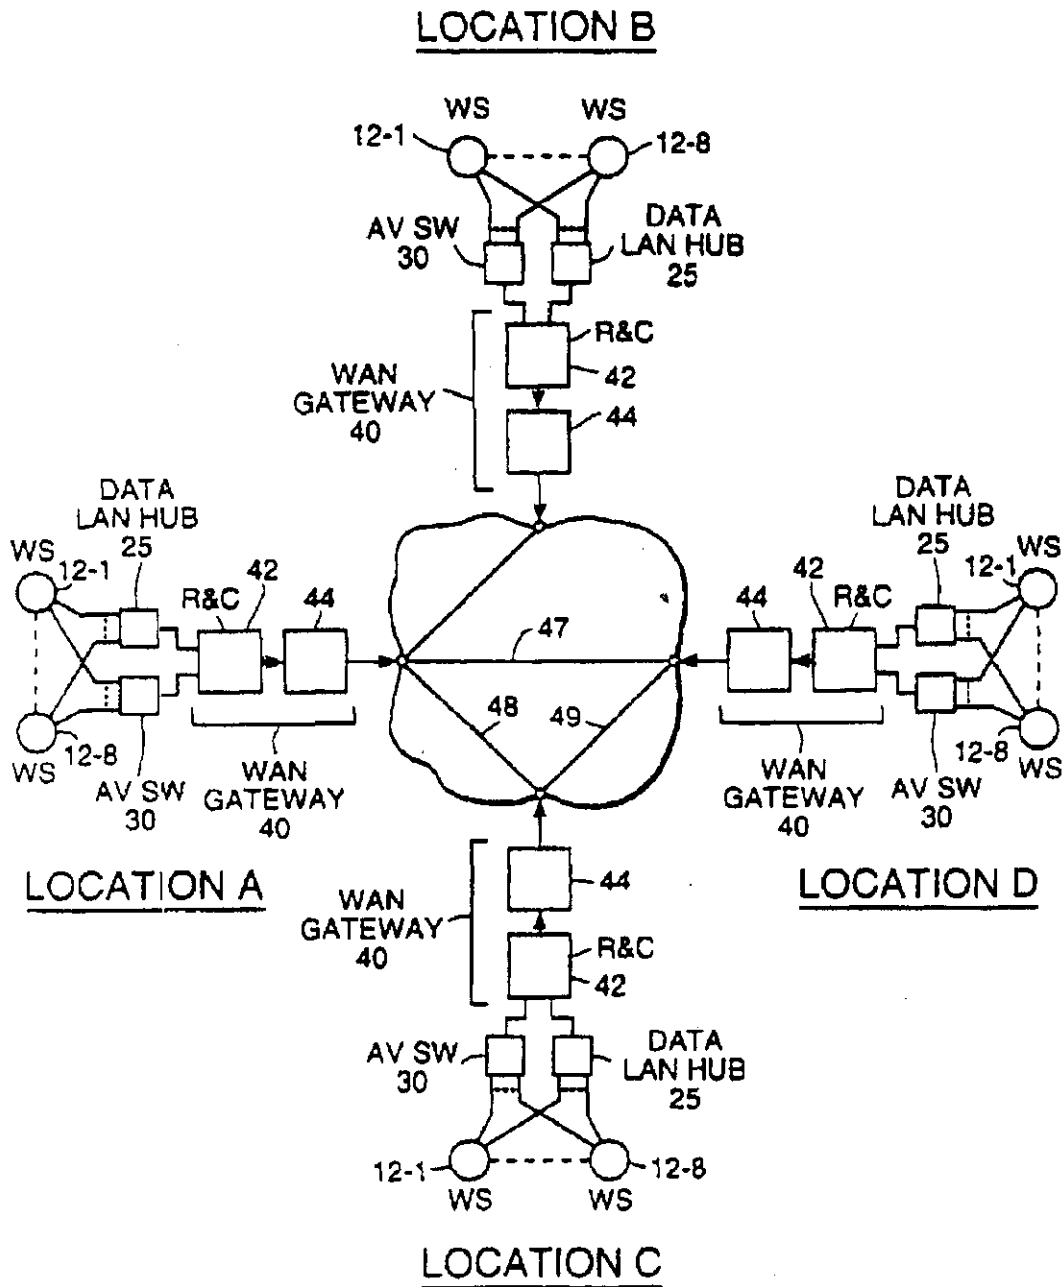 LOCATION B
WS WS
12-1 12-8
AV SW
30
DATA
LAN HUB
25
R&C
42
WAN
GATEWAY
40
44
DATA
LAN HUB
25
WS
12-1
R&C
42
44
WS
12-8
AV SW
30
WAN
GATEWAY
40
LOCATION A
47
48
49
DATA
LAN HUB
25
WS
12-1
44
42
R&C
12-8
WS
AV SW
30
WAN
GATEWAY
40
LOCATION D
44
WAN
GATEWAY
40
R&C
42
AV SW
30
DATA
LAN HUB
25
12-1 12-8
WS WS
LOCATION C